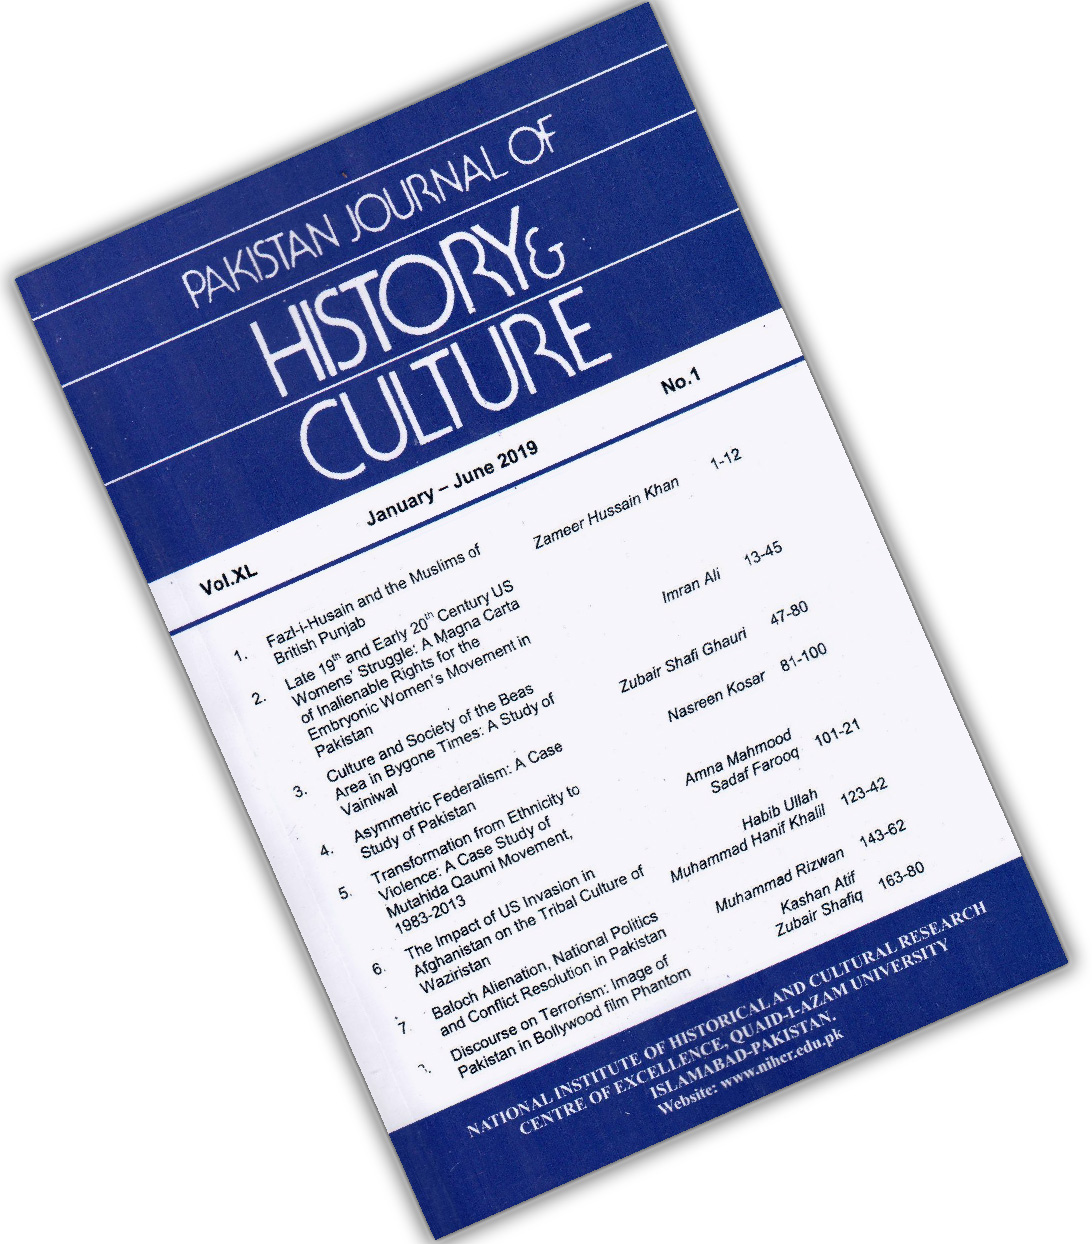 PAKISTAN JOURNAL OF
HISTORY &
CULTURE
Vol.XL January – June 2019 No.1
1. Fazl-i-Husain and the Muslims of Zameer Hussain Khan 1-12
British Punjab
2. Late 19th and Early 20th Century US Imran Ali 13-45
Womens' Struggle: A Magna Carta
of Inalienable Rights for the
Embryonic Women's Movement in
Pakistan
3. Culture and Society of the Beas Zubair Shafi Ghauri 47-80
Area in Bygone Times: A Study of
Vainiwal
4. Asymmetric Federalism: A Case Nasreen Kosar 81-100
Study of Pakistan
5. Transformation from Ethnicity to Amna Mahmood 101-21
Violence: A Case Study of Sadaf Farooq
Mutahida Qaumi Movement,
1983-2013
6. The Impact of US Invasion in Habib Ullah 123-42
Afghanistan on the Tribal Culture of Muhammad Hanif Khalil
Waziristan
7. Baloch Alienation, National Politics Muhammad Rizwan 143-62
and Conflict Resolution in Pakistan
Discourse on Terrorism: Image of Kashan Atif 163-80
Pakistan in Bollywood film Phantom Zubair Shafiq
NATIONAL INSTITUTE OF HISTORICAL AND CULTURAL RESEARCH
CENTRE OF EXCELLENCE, QUAID-I-AZAM UNIVERSITY
ISLAMABAD-PAKISTAN.
Website: www.nihcr.edu.pk